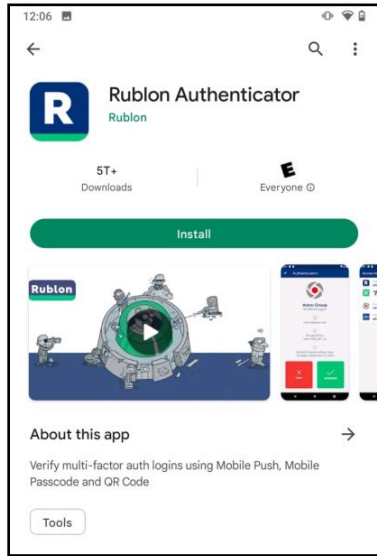 12:06
R
Rublon Authenticator
Rublon
5T+
Downloads
E
Everyone
Install
Rublon
Authentication
About this app
Verify multi-factor auth logins using Mobile Push, Mobile
Passcode and QR Code
Tools